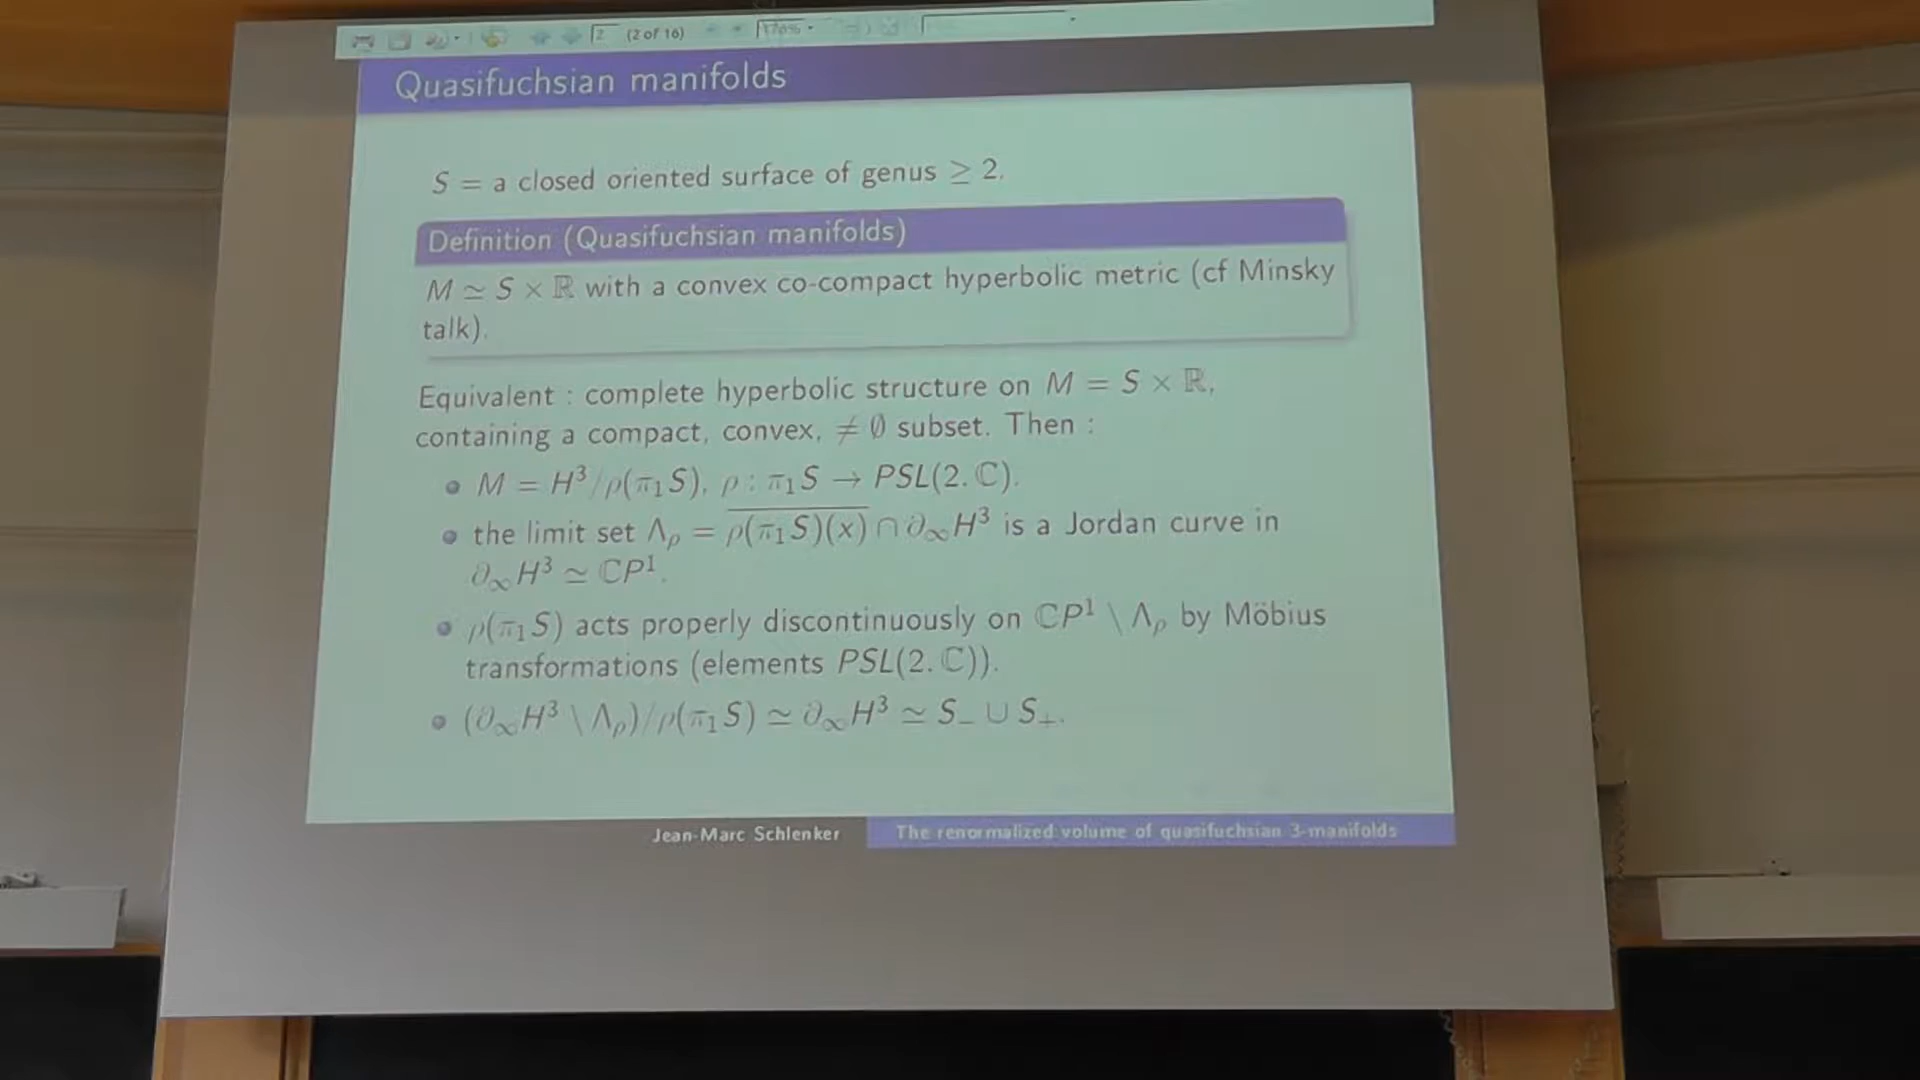 2 (2 of 16) 170%
Quasifuchsian manifolds
S = a closed oriented surface of genus ≥ 2.
Definition (Quasifuchsian manifolds)
M ≃ S × ℝ with a convex co-compact hyperbolic metric (cf Minsky
talk).
Equivalent : complete hyperbolic structure on M = S × ℝ,
containing a compact, convex, ≠ ∅ subset. Then :
M = H³/ρ(π₁S), ρ : π₁S → PSL(2, ℂ).
the limit set Λ_ρ = \overline{ρ(π₁S)(x)} ∩ ∂_∞H³ is a Jordan curve in
∂_∞H³ ≃ ℂP¹.
ρ(π₁S) acts properly discontinuously on ℂP¹ \ Λ_ρ by Möbius
transformations (elements PSL(2, ℂ)).
(∂_∞H³ \ Λ_ρ)/ρ(π₁S) ≃ ∂_∞H³ ≃ S₋ ∪ S₊.
Jean-Marc Schlenker The renormalized volume of quasifuchsian 3-manifolds